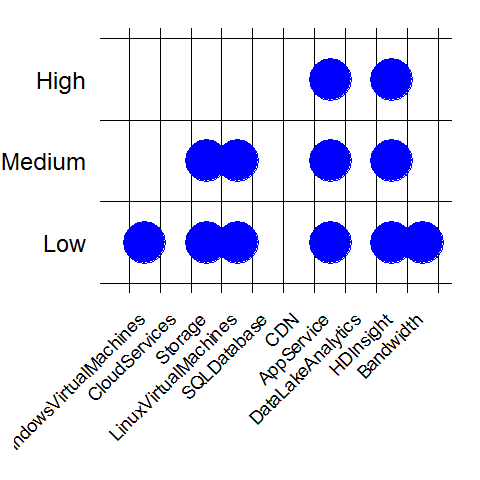 High
Medium
Low
ndowsVirtualMachines
CloudServices
Storage
LinuxVirtualMachines
SQLDatabase
CDN
AppService
DataLakeAnalytics
HDInsight
Bandwidth